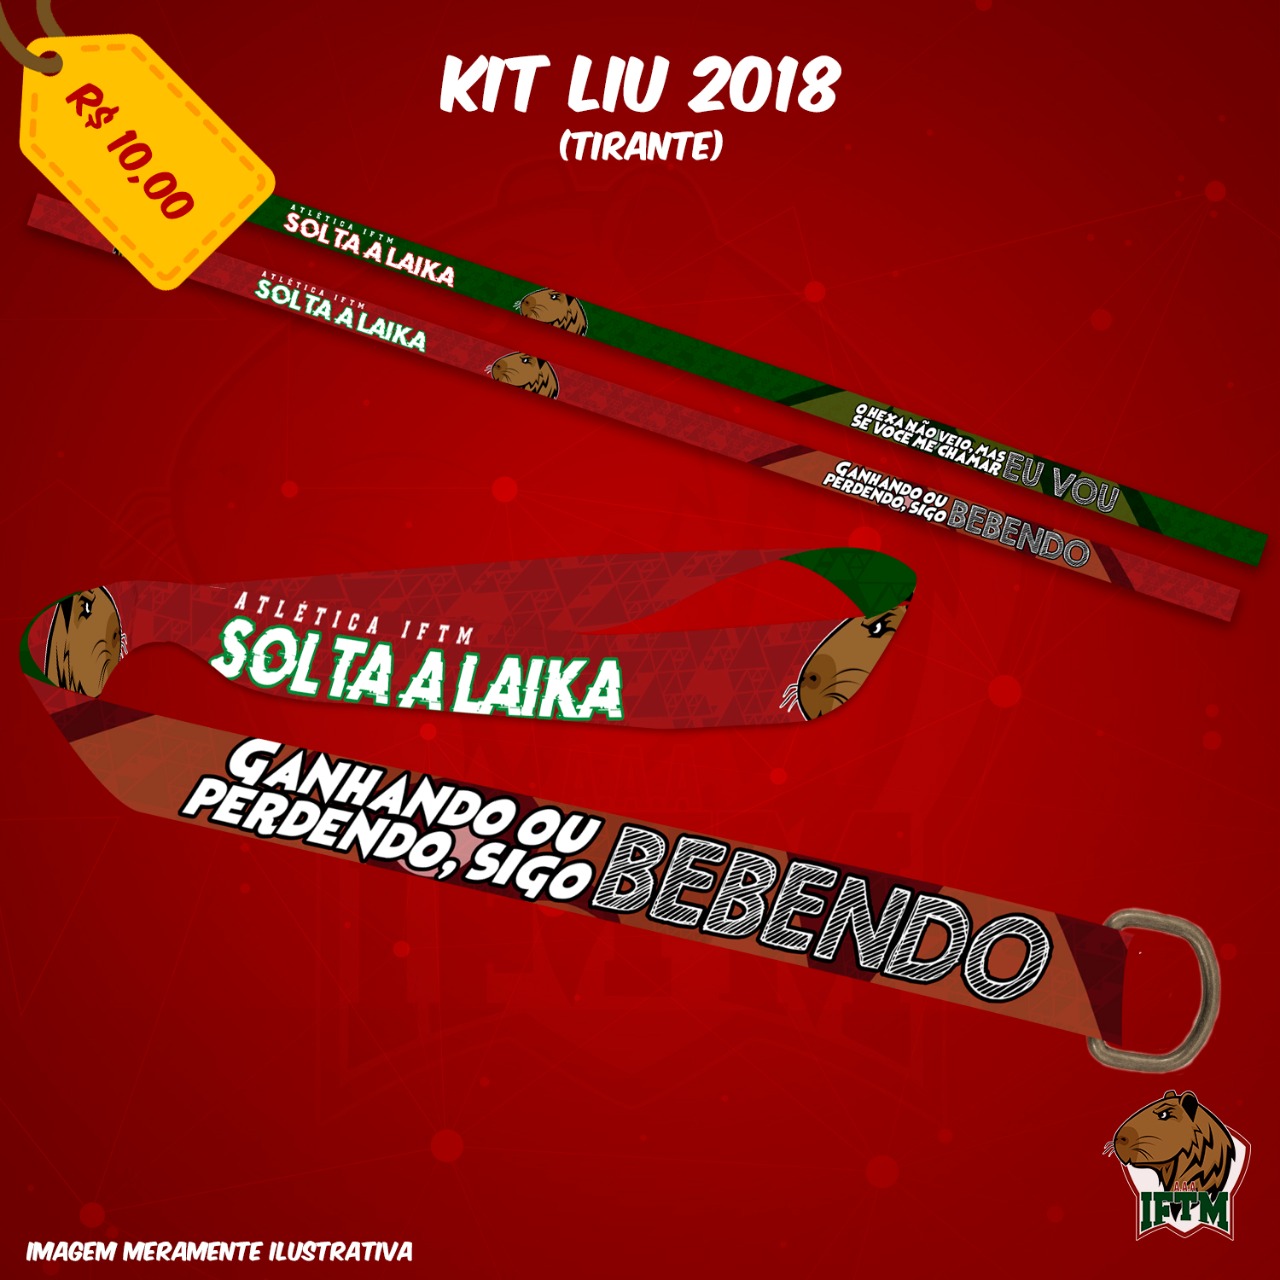 KIT LIU 2018
(TIRANTE)
R$ 10,00
ATLÉTICA IFTM
SOLTA A LAIKA
O HEXA NÃO VEIO, MAS
SE VOCÊ ME CHAMAR
EU VOU
ATLÉTICA IFTM
SOLTA A LAIKA
GANHANDO OU
PERDENDO, SIGO
BEBENDO
ATLÉTICA IFTM
SOLTA A LAIKA
GANHANDO OU
PERDENDO, SIGO
BEBENDO
A.A.A
IFTM
IMAGEM MERAMENTE ILUSTRATIVA